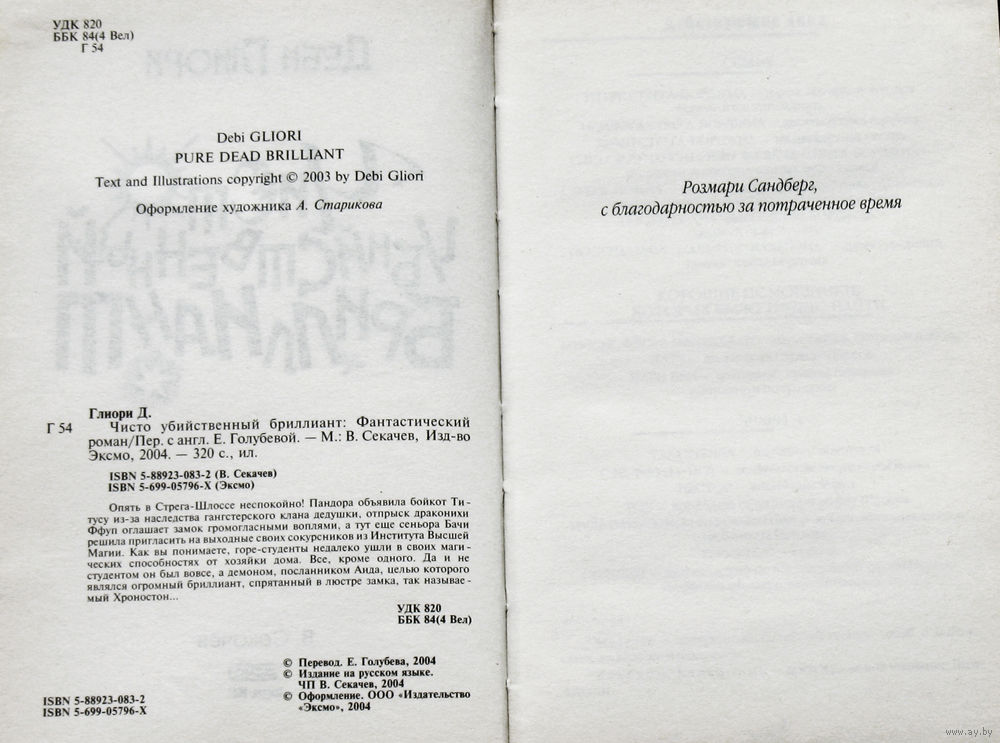 УДК 820
ББК 84(4 Вел)
Г 54
Debi GLIORI
PURE DEAD BRILLIANT
Text and Illustrations copyright © 2003 by Debi Gliori
Оформление художника А. Старикова
Глиори Д.
Г 54 Чисто убийственный бриллиант: Фантастический
роман/Пер. с англ. Е. Голубевой. — М.: В. Секачев, Изд-во
Эксмо, 2004. — 320 с., ил.
ISBN 5-88923-083-2 (В. Секачев)
ISBN 5-699-05796-X (Эксмо)
Опять в Стрега-Шлоссе неспокойно! Пандора объявила бойкот Ти-
тусу из-за наследства гангстерского клана дедушки, отпрыск драконихи
Ффуп оглашает замок громогласными воплями, а тут еще сеньора Бачи
решила пригласить на выходные своих сокурсников из Института Высшей
Магии. Как вы понимаете, горе-студенты недалеко ушли в своих маги-
ческих способностях от хозяйки дома. Все, кроме одного. Да и не
студентом он был вовсе, а демоном, посланником Аида, целью которого
являлся огромный бриллиант, спрятанный в люстре замка, так называе-
мый Хроностон...
УДК 820
ББК 84(4 Вел)
© Перевод. Е. Голубева, 2004
© Издание на русском языке.
ЧП В. Секачев, 2004
© Оформление. ООО «Издательство
«Эксмо», 2004
ISBN 5-88923-083-2
ISBN 5-699-05796-X
Розмари Сандберг,
с благодарностью за потраченное время
www.ay.by